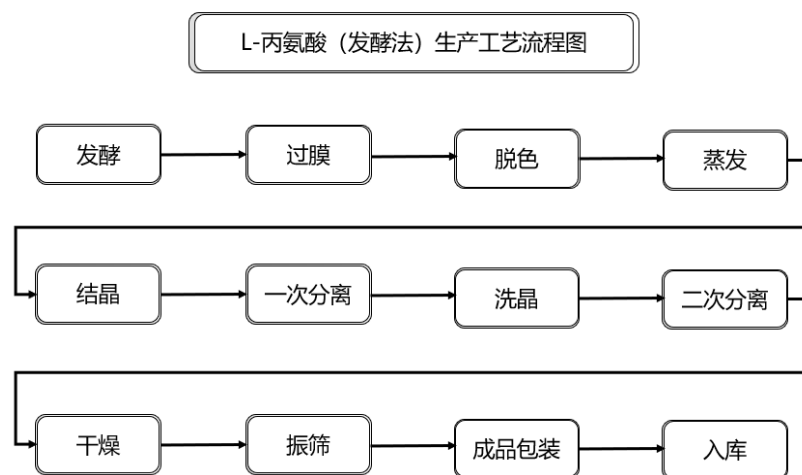 L-丙氨酸（发酵法）生产工艺流程图
发酵
过膜
脱色
蒸发
结晶
一次分离
洗晶
二次分离
干燥
振筛
成品包装
入库